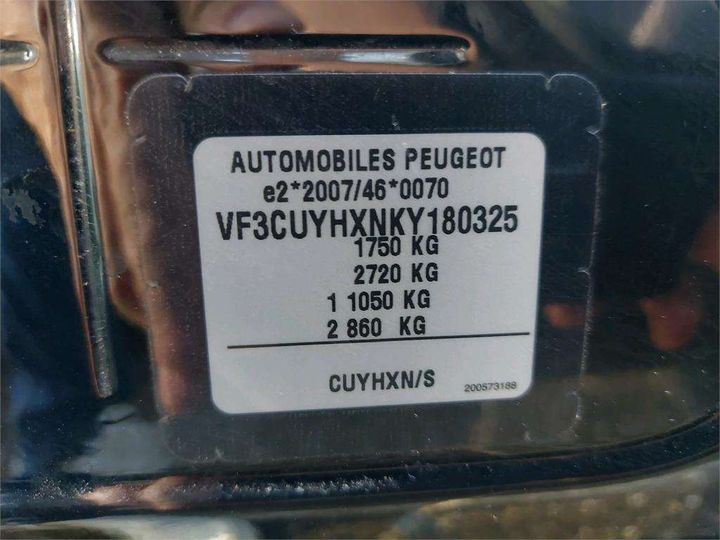 AUTOMOBILES PEUGEOT
e2*2007/46*0070
VF3CUYHXNKY180325
1750 KG
2720 KG
1 1050 KG
2 860 KG
CUYHXN/S
200573188